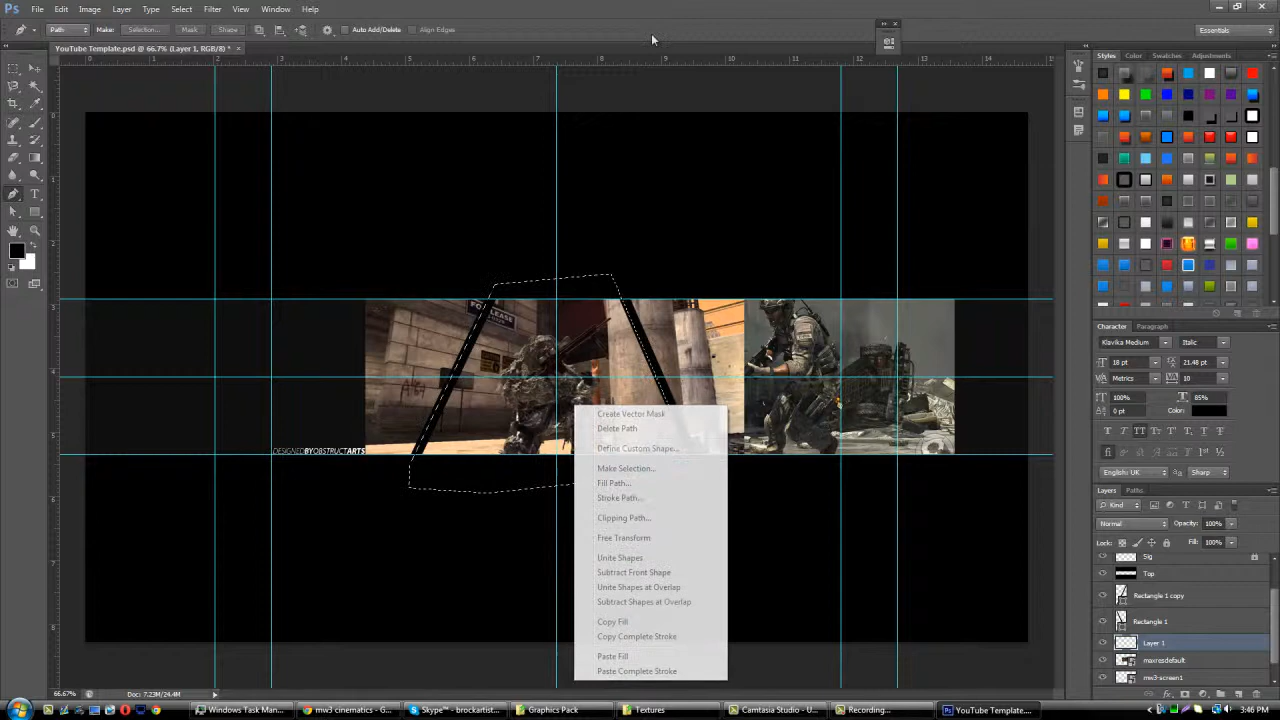 Ps File Edit Image Layer Type Select Filter View Window Help
Path Make: Selection... Mask Shape Auto Add/Delete Align Edges Essentials
YouTube Template.psd @ 66.7% (Layer 1, RGB/8) * ×
Styles Color Swatches Adjustments
DESIGNEDBYOBSTRUCTARTS
Create Vector Mask
Delete Path
Define Custom Shape...
Make Selection...
Fill Path...
Stroke Path...
Clipping Path...
Free Transform
Unite Shapes
Subtract Front Shape
Unite Shapes at Overlap
Subtract Shapes at Overlap
Copy Fill
Copy Complete Stroke
Paste Fill
Paste Complete Stroke
Character Paragraph
Klavika Medium Italic
18 pt 21.48 pt
Metrics 10
100% 85%
0 pt Color:
English: UK Sharp
Layers Paths
Kind
Normal Opacity: 100%
Lock: Fill: 100%
Sig
Top
Rectangle 1 copy
Rectangle 1
Layer 1
maxresdefault
mw3-screen1
66.67% Doc: 7.23M/24.4M
Windows Task Man... mw3 cinematics - G... Skype™ - brockartist... Graphics Pack Textures Camtasia Studio - U... Recording... YouTube Template.... 3:46 PM